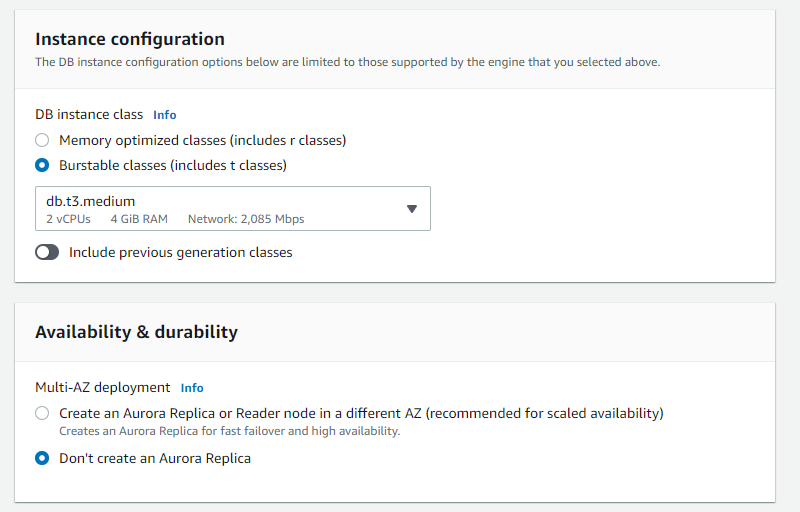 Instance configuration
The DB instance configuration options below are limited to those supported by the engine that you selected above.
DB instance class Info
Memory optimized classes (includes r classes)
Burstable classes (includes t classes)
db.t3.medium
2 vCPUs 4 GiB RAM Network: 2,085 Mbps
Include previous generation classes
Availability & durability
Multi-AZ deployment Info
Create an Aurora Replica or Reader node in a different AZ (recommended for scaled availability)
Creates an Aurora Replica for fast failover and high availability.
Don't create an Aurora Replica